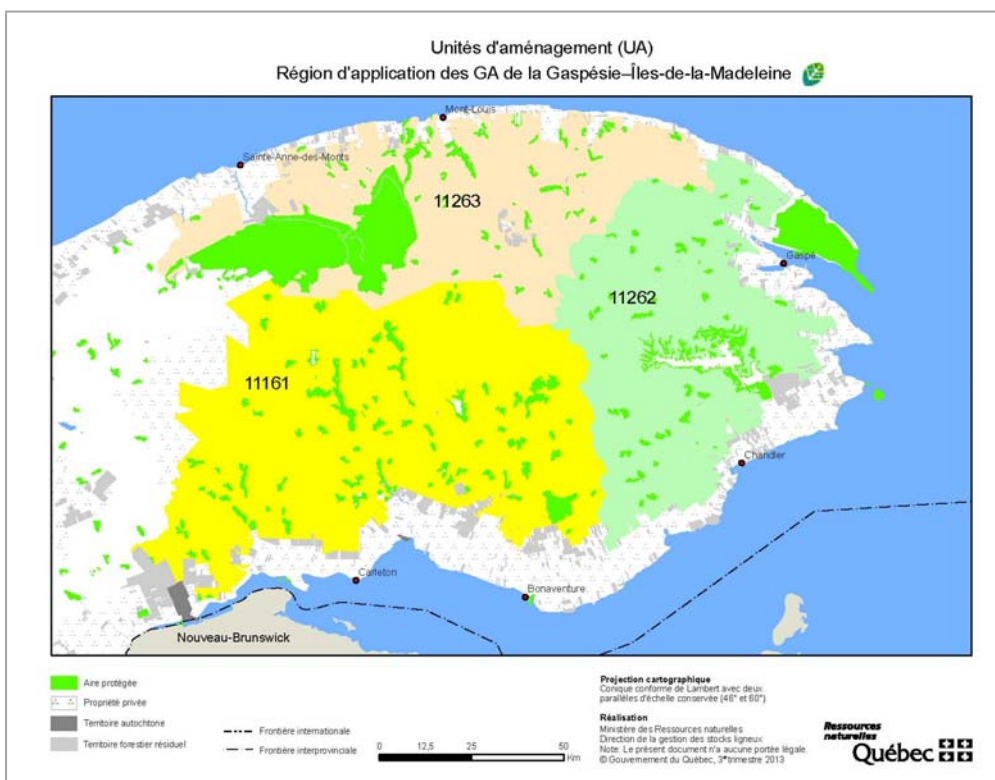 Unités d'aménagement (UA)
Région d'application des GA de la Gaspésie–Îles-de-la-Madeleine
Mont-Louis
Sainte-Anne-des-Monts
11263
Gaspé
11262
11161
Chandler
Carleton
Bonaventure
Nouveau-Brunswick
Aire protégée
Propriété privée
Territoire autochtone
Territoire forestier résiduel
Frontière internationale
Frontière interprovinciale
0 12,5 25 50
Km
Projection cartographique
Conique conforme de Lambert avec deux
parallèles d'échelle conservée (46° et 60°)
Réalisation
Ministère des Ressources naturelles
Direction de la gestion des stocks ligneux
Note: Le présent document n'a aucune portée légale.
© Gouvernement du Québec, 3e trimestre 2013
Ressources
naturelles
Québec